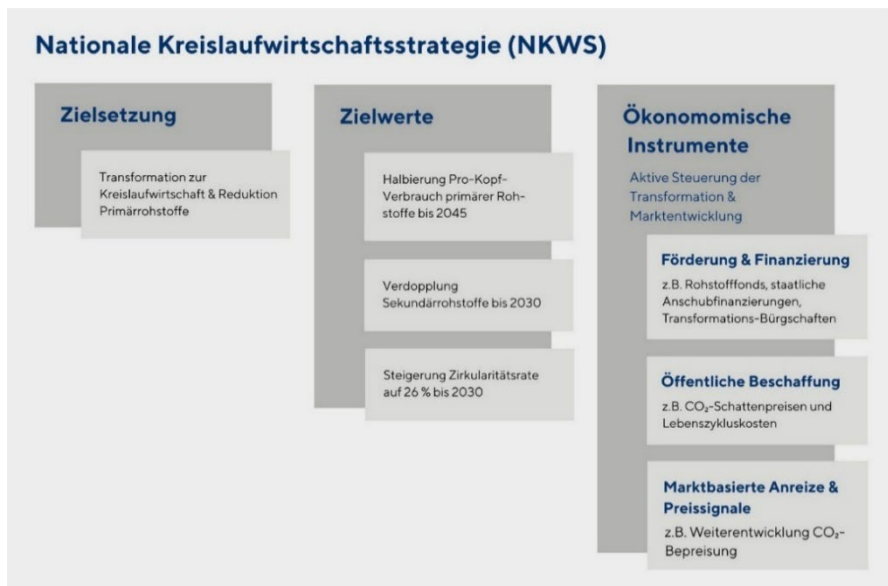 Nationale Kreislaufwirtschaftsstrategie (NKWS)
Zielsetzung
Transformation zur
Kreislaufwirtschaft & Reduktion
Primärrohstoffe
Zielwerte
Halbierung Pro-Kopf-
Verbrauch primärer Roh-
stoffe bis 2045
Verdopplung
Sekundärrohstoffe bis 2030
Steigerung Zirkularitätsrate
auf 26 % bis 2030
Ökonomomische
Instrumente
Aktive Steuerung der
Transformation &
Marktentwicklung
Förderung & Finanzierung
z.B. Rohstofffonds, staatliche
Anschubfinanzierungen,
Transformations-Bürgschaften
Öffentliche Beschaffung
z.B. CO₂-Schattenpreisen und
Lebenszykluskosten
Marktbasierte Anreize &
Preissignale
z.B. Weiterentwicklung CO₂-
Bepreisung